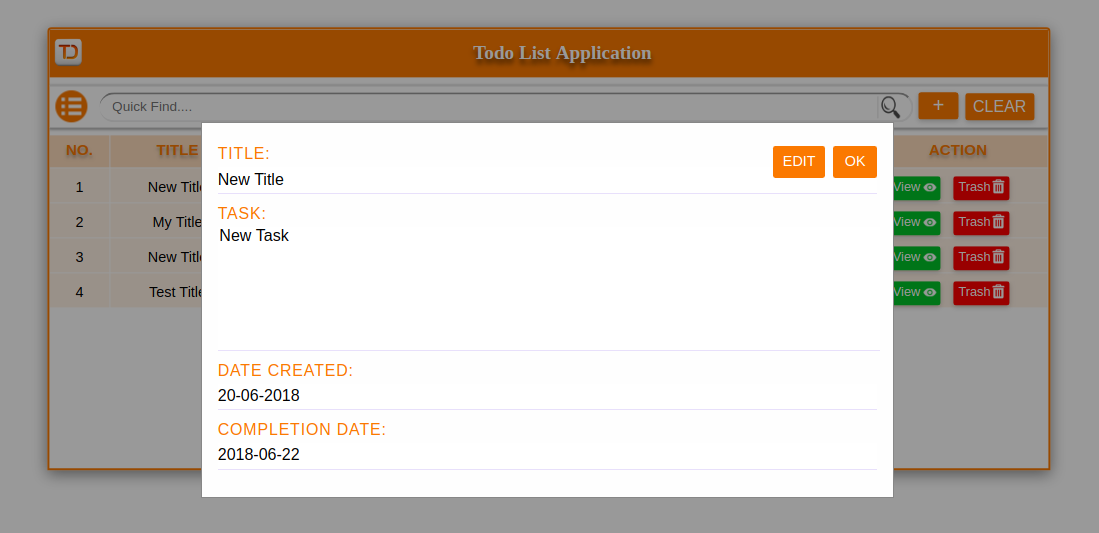 TD
Todo List Application
Quick Find....
+
CLEAR
NO.
TITLE
ACTION
1
New Titl
View
Trash
2
My Title
View
Trash
3
New Titl
View
Trash
4
Test Title
View
Trash
TITLE:
EDIT
OK
New Title
TASK:
New Task
DATE CREATED:
20-06-2018
COMPLETION DATE:
2018-06-22